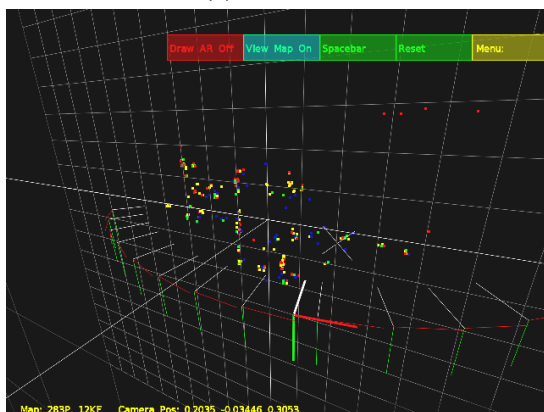 Draw AR Off View Map On Spacebar Reset Menu:
Map: 263P, 12KF Camera Pos: 0.2035 -0.03446 0.3053